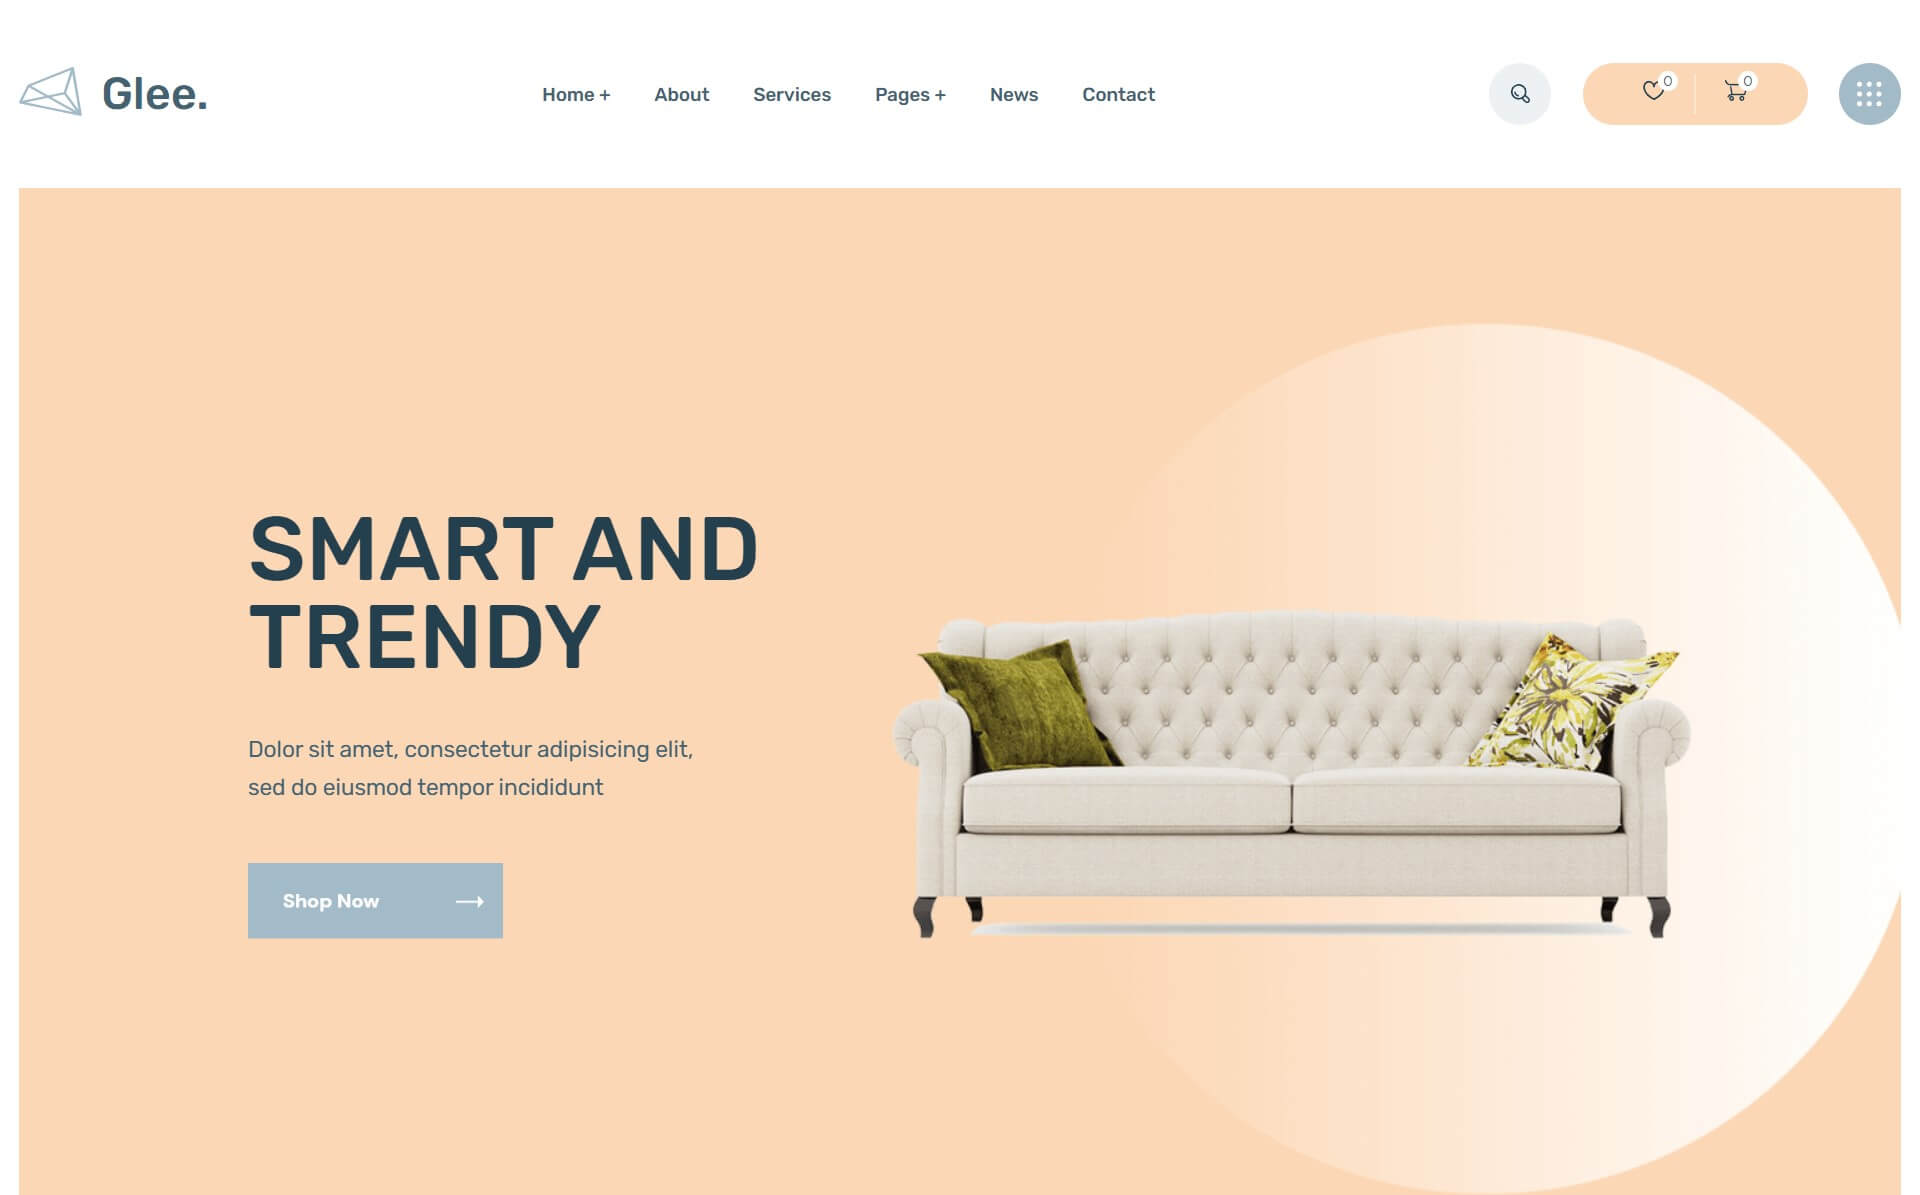 Glee.
Home +
About
Services
Pages +
News
Contact
0
0
SMART AND
TRENDY
Dolor sit amet, consectetur adipisicing elit,
sed do eiusmod tempor incididunt
Shop Now